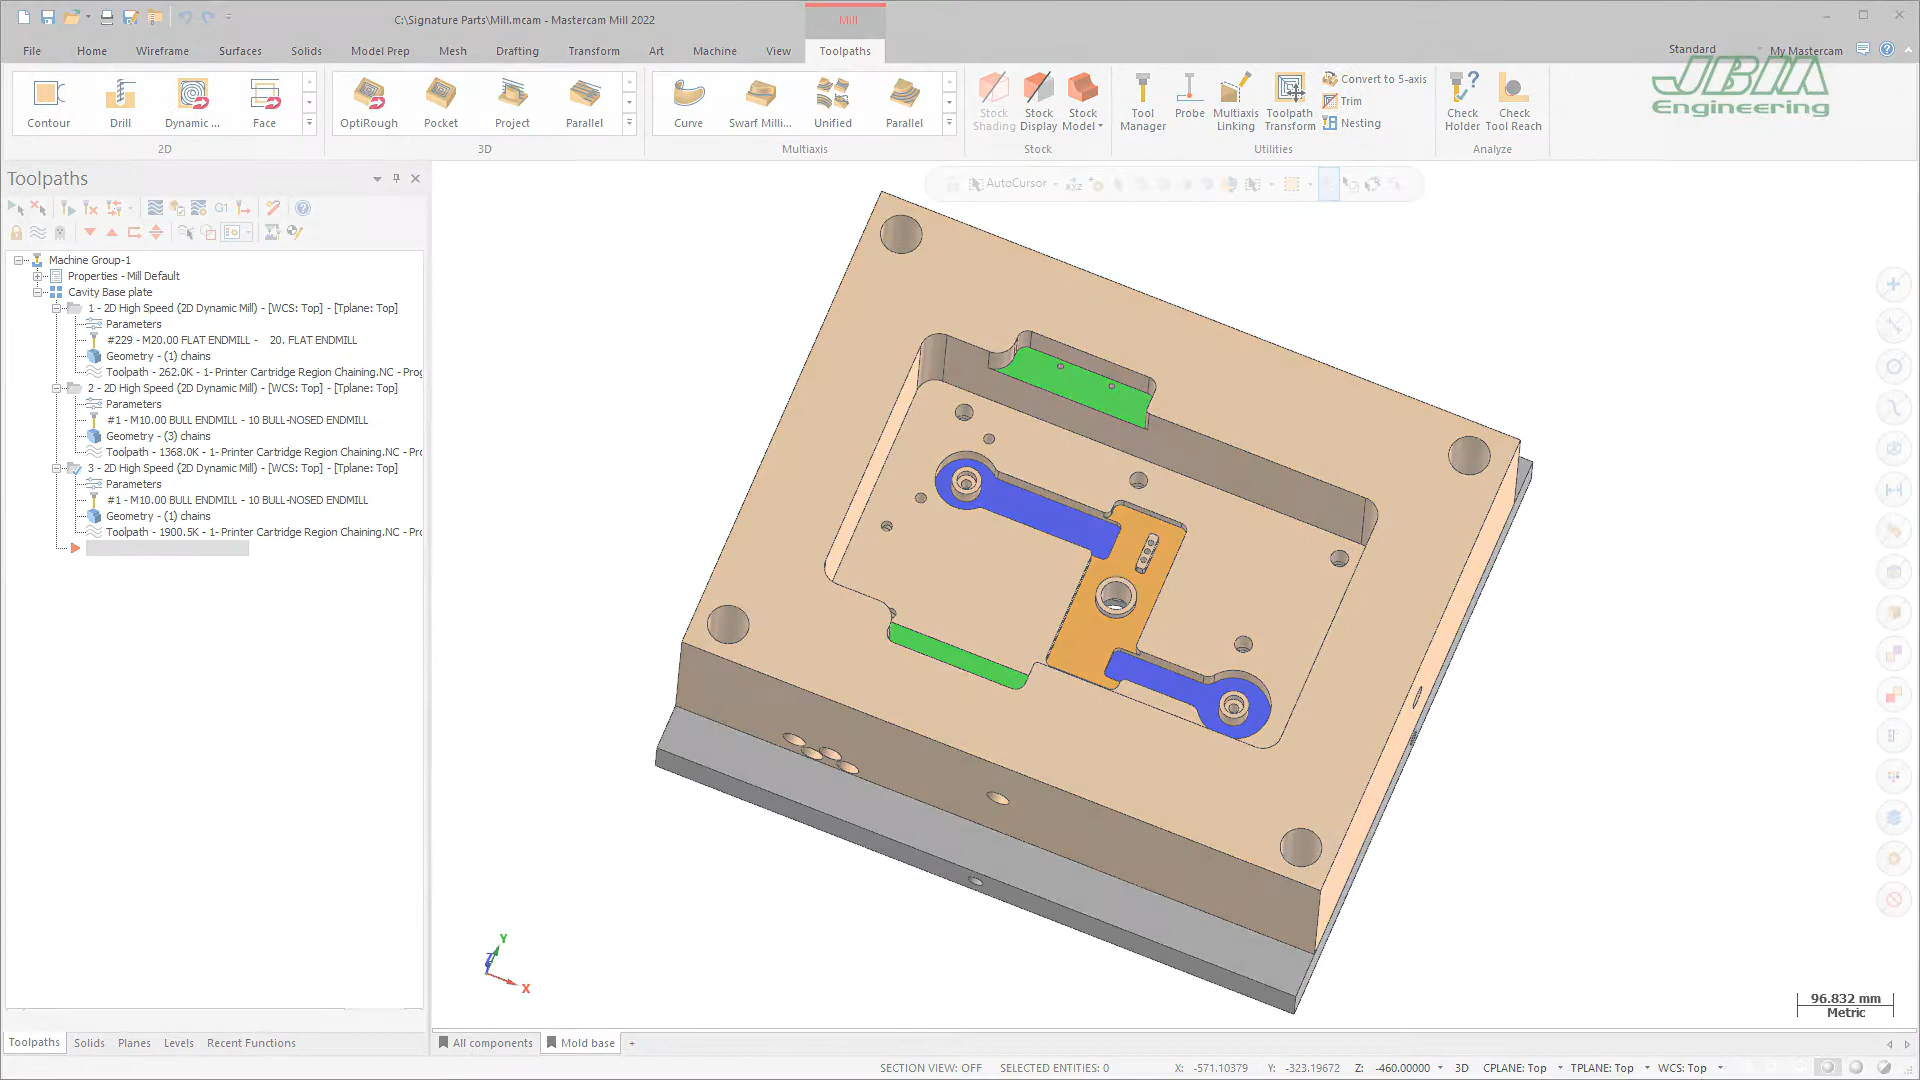 C:\Signature Parts\Mill.mcam - Mastercam Mill 2022
Mill
File Home Wireframe Surfaces Solids Model Prep Mesh Drafting Transform Art Machine View Toolpaths
Standard My Mastercam
JBM
Engineering
Contour Drill Dynamic ... Face
2D
OptiRough Pocket Project Parallel
3D
Curve Swarf Milli... Unified Parallel
Multiaxis
Stock Shading Stock Display Stock Model
Stock
Tool Manager Probe Multiaxis Linking Toolpath Transform
Convert to 5-axis
Trim
Nesting
Utilities
Check Holder Check Tool Reach
Analyze
Toolpaths
AutoCursor
G1
Machine Group-1
Properties - Mill Default
Cavity Base plate
1 - 2D High Speed (2D Dynamic Mill) - [WCS: Top] - [Tplane: Top]
Parameters
#229 - M20.00 FLAT ENDMILL - 20. FLAT ENDMILL
Geometry - (1) chains
Toolpath - 262.0K - 1- Printer Cartridge Region Chaining.NC - Prog
2 - 2D High Speed (2D Dynamic Mill) - [WCS: Top] - [Tplane: Top]
Parameters
#1 - M10.00 BULL ENDMILL - 10 BULL-NOSED ENDMILL
Geometry - (3) chains
Toolpath - 1368.0K - 1- Printer Cartridge Region Chaining.NC - Pro
3 - 2D High Speed (2D Dynamic Mill) - [WCS: Top] - [Tplane: Top]
Parameters
#1 - M10.00 BULL ENDMILL - 10 BULL-NOSED ENDMILL
Geometry - (1) chains
Toolpath - 1900.5K - 1- Printer Cartridge Region Chaining.NC - Pro
Y
Z
X
96.832 mm
Metric
Toolpaths Solids Planes Levels Recent Functions
All components Mold base +
SECTION VIEW: OFF SELECTED ENTITIES: 0 X: -571.10379 Y: -323.19672 Z: -460.00000 3D CPLANE: Top TPLANE: Top WCS: Top